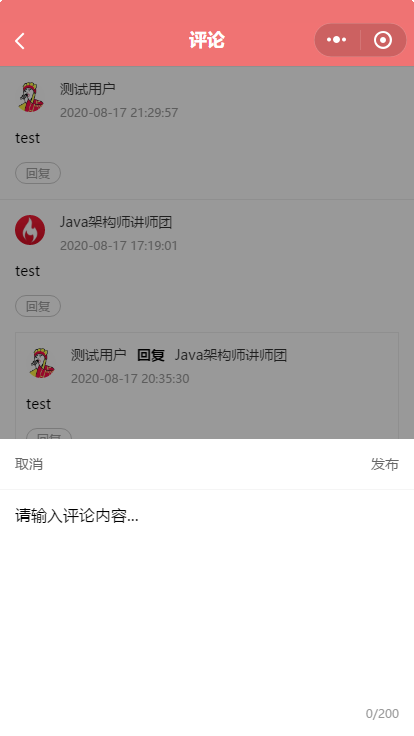 评论
测试用户
2020-08-17 21:29:57
test
回复
Java架构师讲师团
2020-08-17 17:19:01
test
回复
测试用户 回复 Java架构师讲师团
2020-08-17 20:35:30
test
回复
取消 发布
请输入评论内容...
0/200